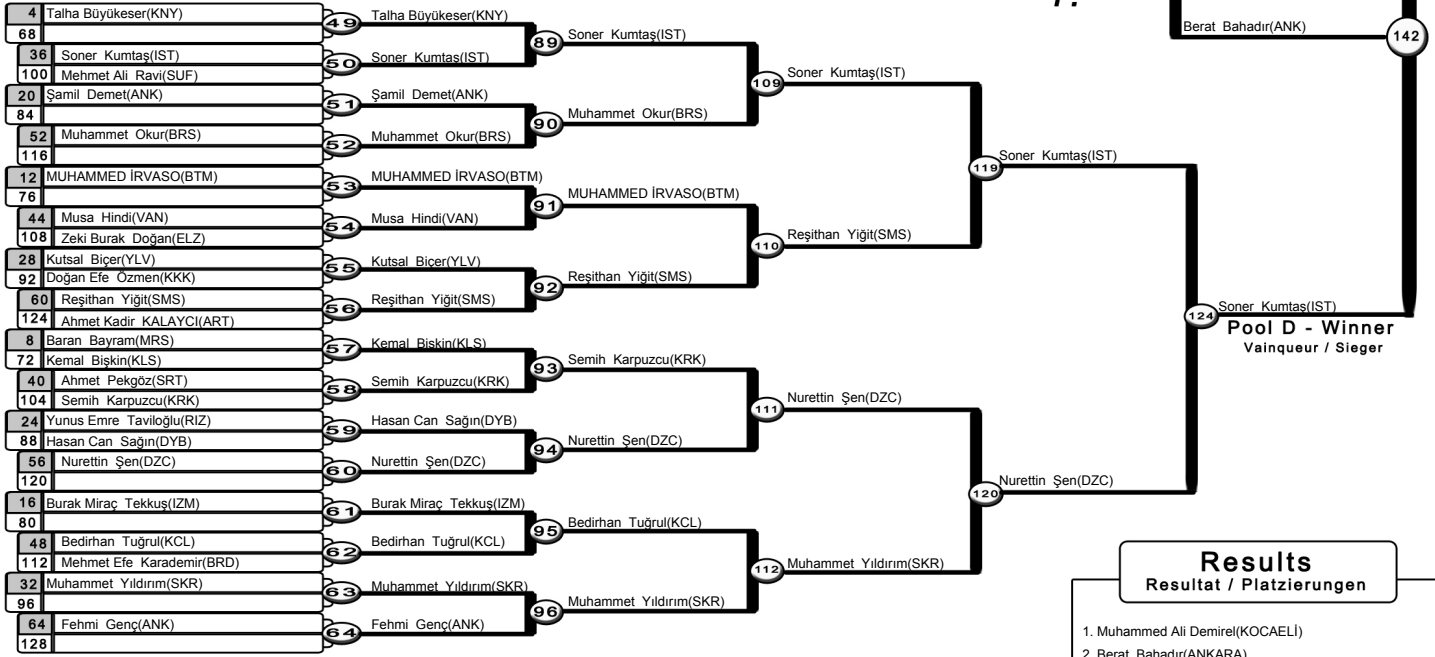 4 Talha Büyükeser(KNY)
68
36 Soner Kumtaş(IST)
100 Mehmet Ali Ravi(SUF)
20 Şamil Demet(ANK)
84
52 Muhammet Okur(BRS)
116
12 MUHAMMED İRVASO(BTM)
76
44 Musa Hindi(VAN)
108 Zeki Burak Doğan(ELZ)
28 Kutsal Biçer(YLV)
92 Doğan Efe Özmen(KKK)
60 Reşithan Yiğit(SMS)
124 Ahmet Kadir KALAYCI(ART)
8 Baran Bayram(MRS)
72 Kemal Bişkin(KLS)
40 Ahmet Pekgöz(SRT)
104 Semih Karpuzcu(KRK)
24 Yunus Emre Taviloğlu(RIZ)
88 Hasan Can Sağın(DYB)
56 Nurettin Şen(DZC)
120
16 Burak Miraç Tekkuş(IZM)
80
48 Bedirhan Tuğrul(KCL)
112 Mehmet Efe Karademir(BRD)
32 Muhammet Yıldırım(SKR)
96
64 Fehmi Genç(ANK)
128
49 Talha Büyükeser(KNY)
50 Soner Kumtaş(IST)
51 Şamil Demet(ANK)
52 Muhammet Okur(BRS)
53 MUHAMMED İRVASO(BTM)
54 Musa Hindi(VAN)
55 Kutsal Biçer(YLV)
56 Reşithan Yiğit(SMS)
57 Kemal Bişkin(KLS)
58 Semih Karpuzcu(KRK)
59 Hasan Can Sağın(DYB)
60 Nurettin Şen(DZC)
61 Burak Miraç Tekkuş(IZM)
62 Bedirhan Tuğrul(KCL)
63 Muhammet Yıldırım(SKR)
64 Fehmi Genç(ANK)
89 Soner Kumtaş(IST)
90 Muhammet Okur(BRS)
91 MUHAMMED İRVASO(BTM)
92 Reşithan Yiğit(SMS)
93 Semih Karpuzcu(KRK)
94 Nurettin Şen(DZC)
95 Bedirhan Tuğrul(KCL)
96 Muhammet Yıldırım(SKR)
109 Soner Kumtaş(IST)
110 Reşithan Yiğit(SMS)
111 Nurettin Şen(DZC)
112 Muhammet Yıldırım(SKR)
119 Soner Kumtaş(IST)
120 Nurettin Şen(DZC)
124 Soner Kumtaş(IST)
Pool D - Winner
Vainqueur / Sieger
Berat Bahadır(ANK)
142
Results
Resultat / Platzierungen
1. Muhammed Ali Demirel(KOCAELİ)
2. Berat Bahadır(ANKARA)